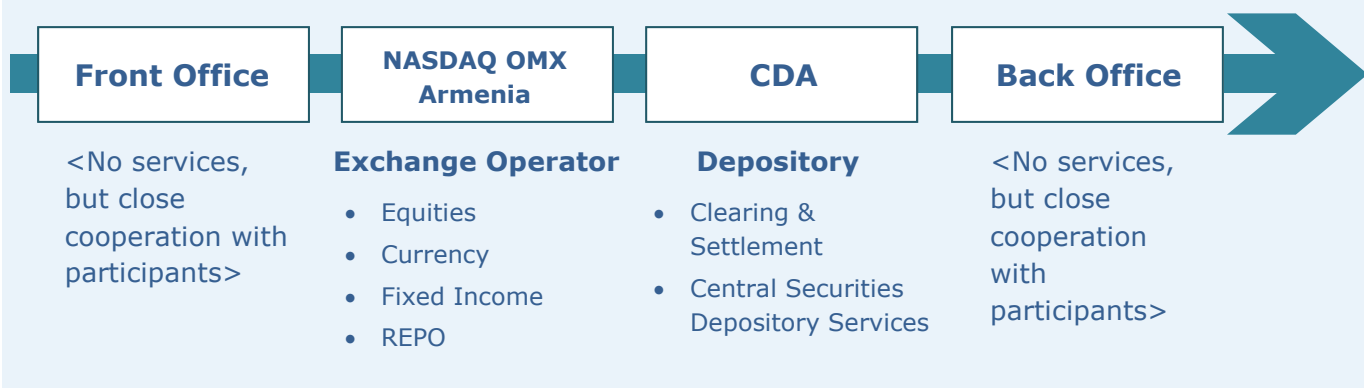 Front Office
NASDAQ OMX
Armenia
CDA
Back Office
<No services,
but close
cooperation with
participants>
Exchange Operator
• Equities
• Currency
• Fixed Income
• REPO
Depository
• Clearing &
Settlement
• Central Securities
Depository Services
<No services,
but close
cooperation
with
participants>